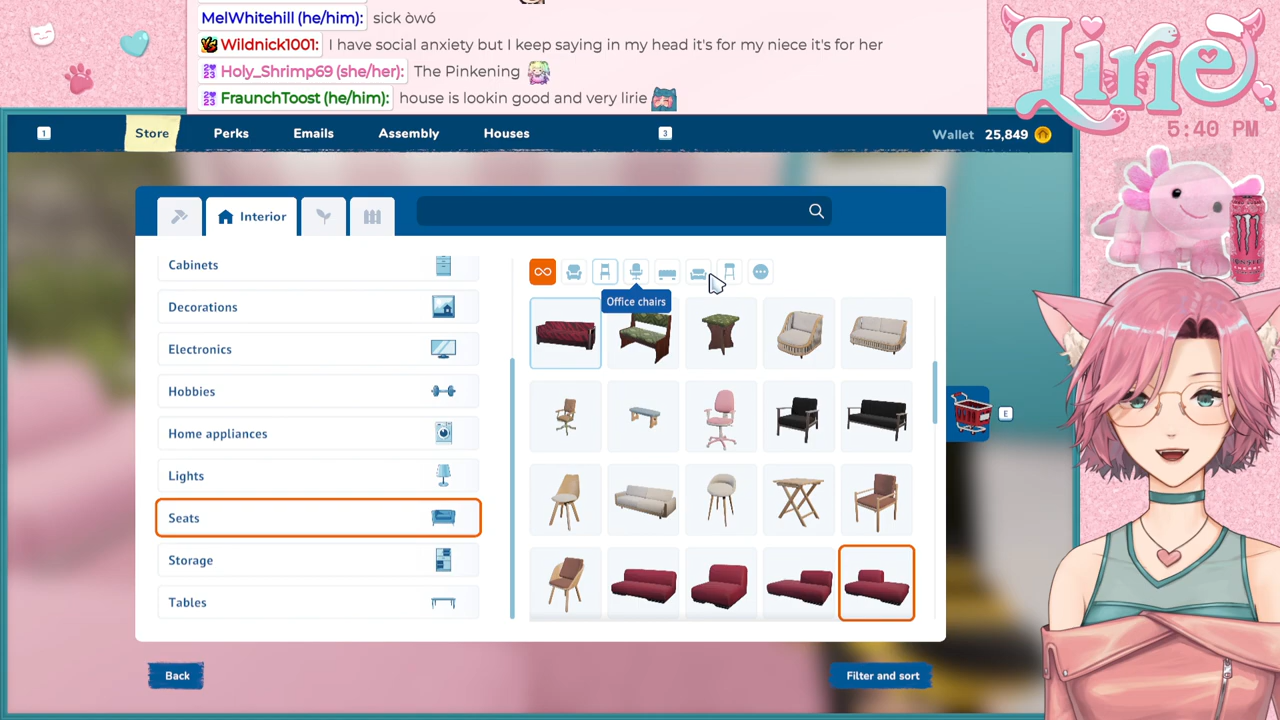 MelWhitehill (he/him): sick òwó
Wildnick1001: I have social anxiety but I keep saying in my head it's for my niece it's for her
23 Holy_Shrimp69 (she/her): The Pinkening
23 FraunchToost (he/him): house is lookin good and very lirie
Lirie
5:40 PM
1 Store Perks Emails Assembly Houses 3 Wallet 25,849
Interior
Cabinets
Decorations
Electronics
Hobbies
Home appliances
Lights
Seats
Storage
Tables
Office chairs
E
Back
Filter and sort